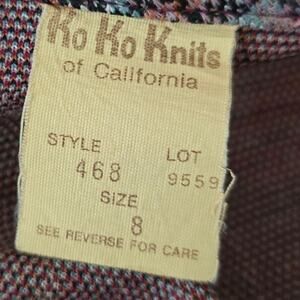 Ko Ko Knits
of California
STYLE LOT
468 9559
SIZE
8
SEE REVERSE FOR CARE